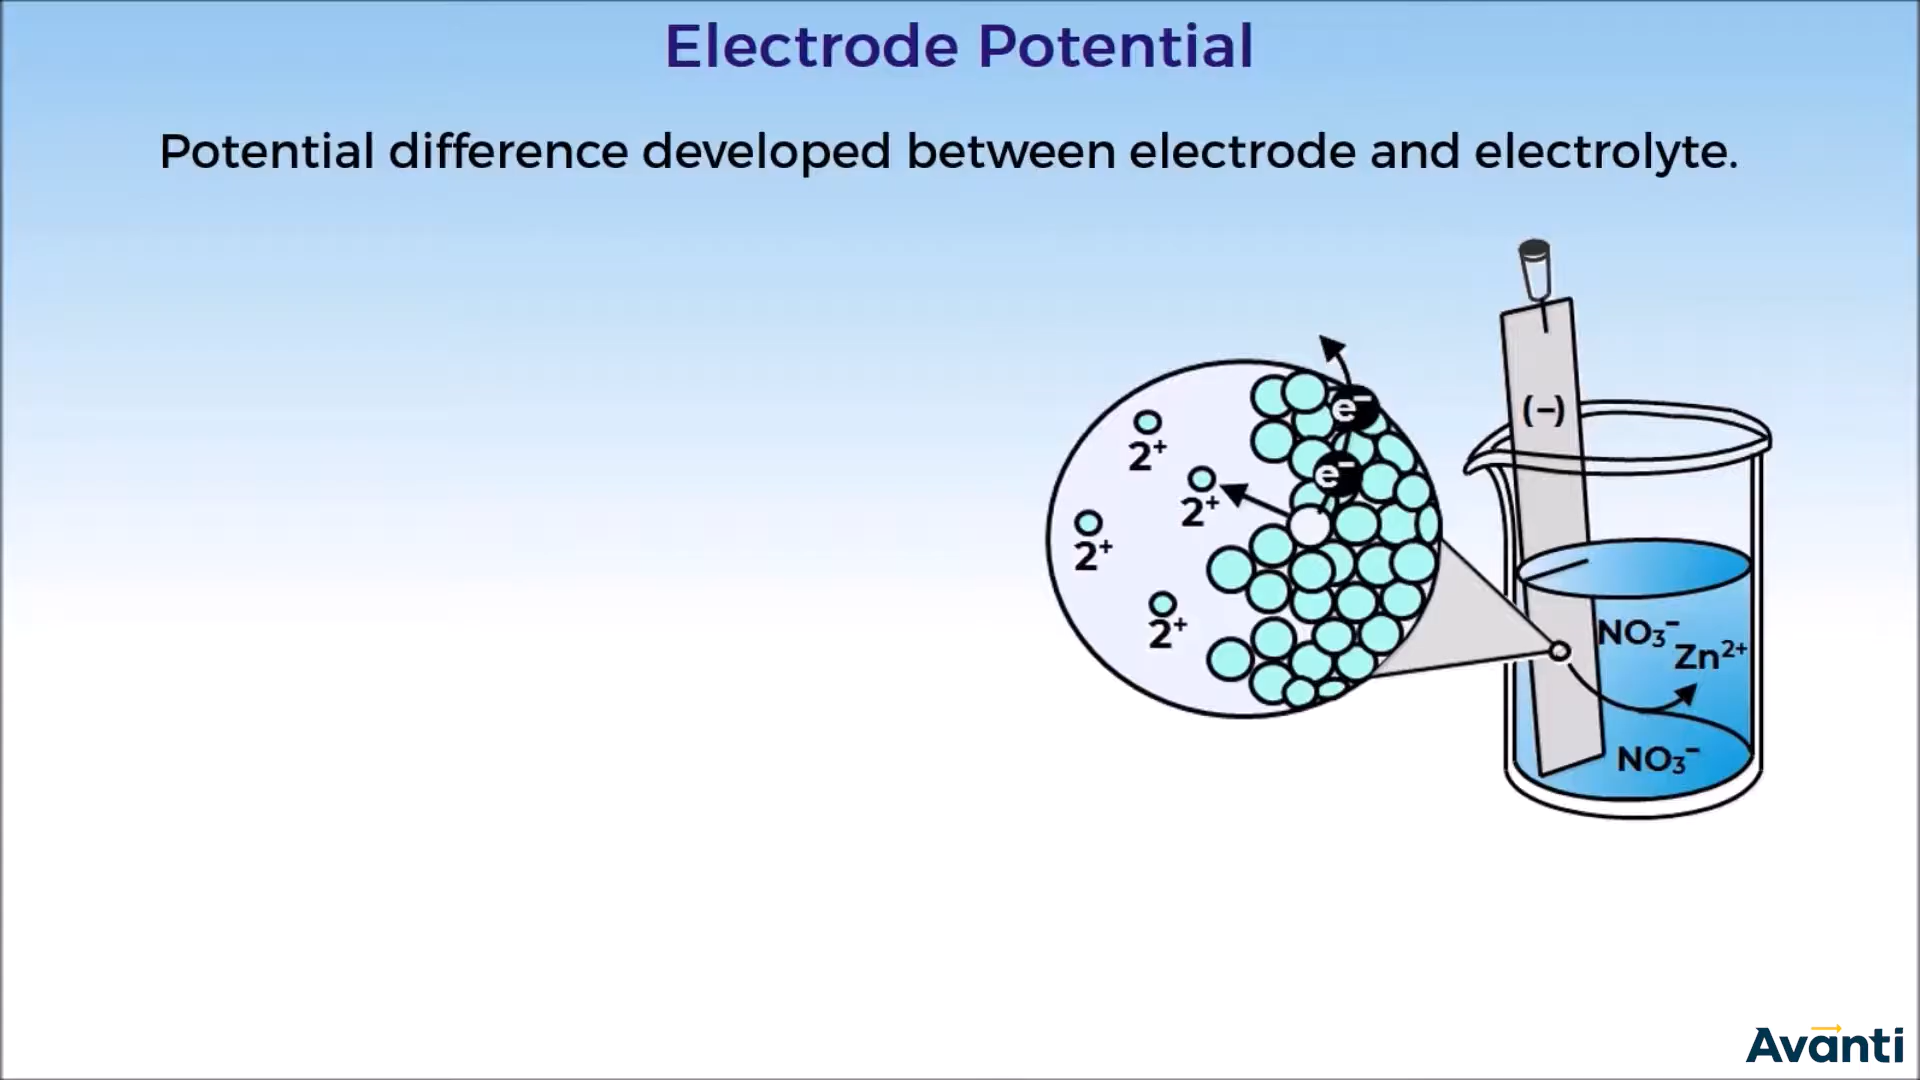 Electrode Potential
Potential difference developed between electrode and electrolyte.
(−)
e⁻
2⁺
e⁻
2⁺
2⁺
2⁺
NO₃⁻
Zn²⁺
NO₃⁻
Avanti